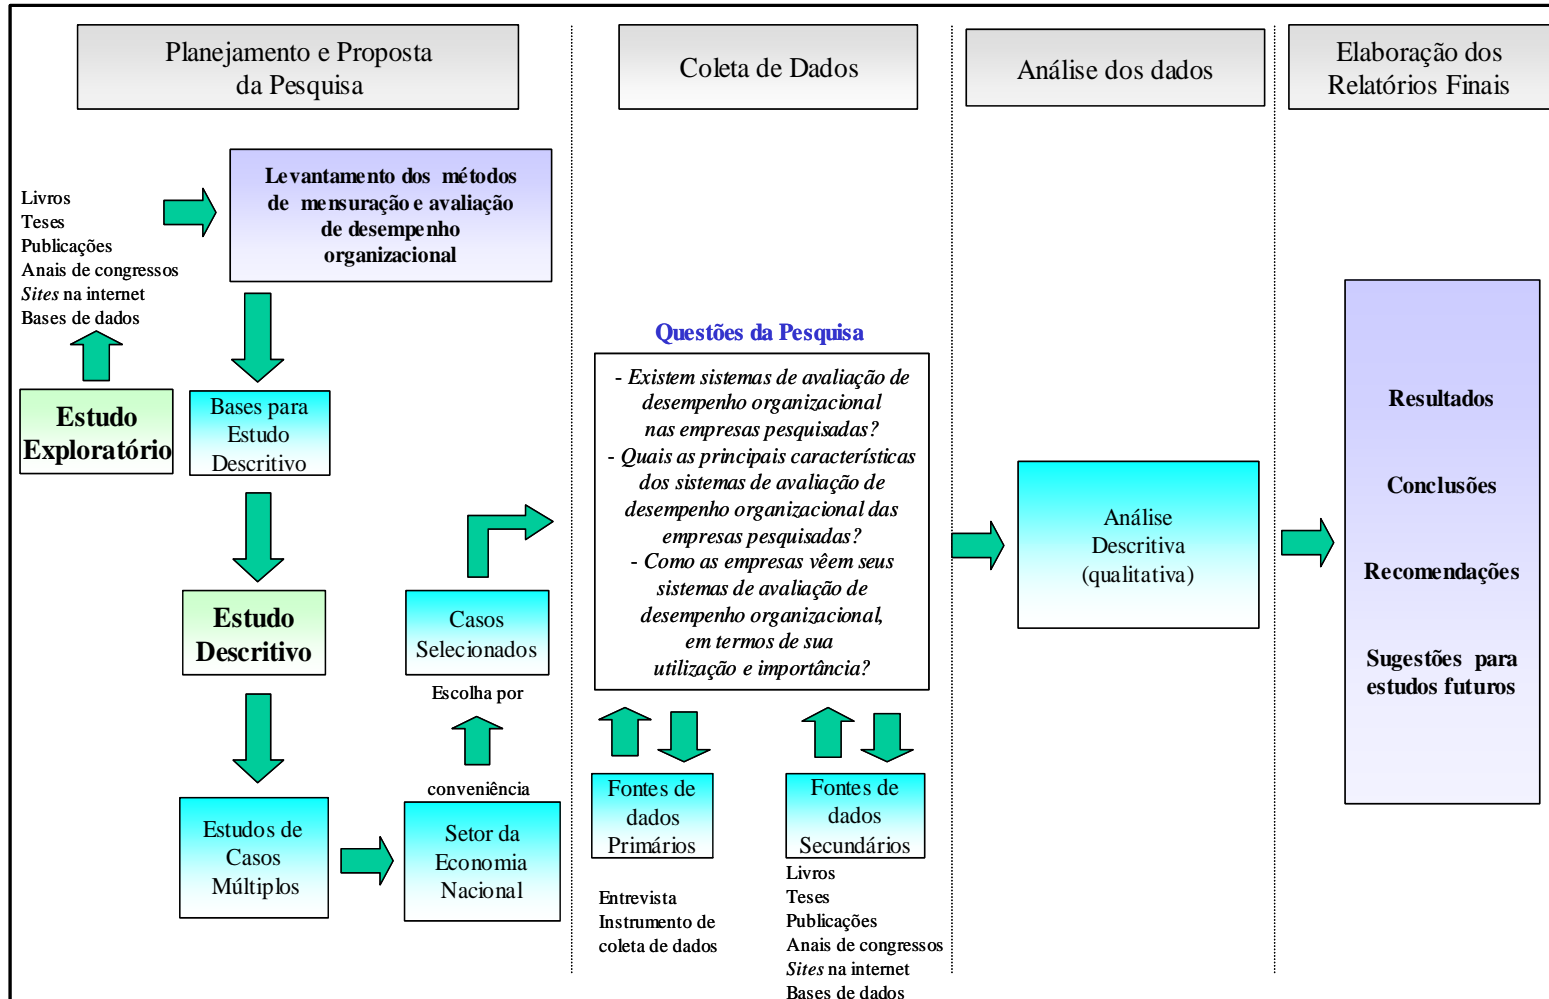 Planejamento e Proposta
da Pesquisa
Coleta de Dados
Análise dos dados
Elaboração dos
Relatórios Finais
Livros
Teses
Publicações
Anais de congressos
Sites na internet
Bases de dados
Levantamento dos métodos
de mensuração e avaliação
de desempenho
organizacional
Estudo
Exploratório
Bases para
Estudo
Descritivo
Estudo
Descritivo
Estudos de
Casos
Múltiplos
Setor da
Economia
Nacional
Casos
Selecionados
Escolha por
conveniência
Questões da Pesquisa
- Existem sistemas de avaliação de
desempenho organizacional
nas empresas pesquisadas?
- Quais as principais características
dos sistemas de avaliação de
desempenho organizacional das
empresas pesquisadas?
- Como as empresas vêem seus
sistemas de avaliação de
desempenho organizacional,
em termos de sua
utilização e importância?
Fontes de
dados
Primários
Entrevista
Instrumento de
coleta de dados
Fontes de
dados
Secundários
Livros
Teses
Publicações
Anais de congressos
Sites na internet
Bases de dados
Análise
Descritiva
(qualitativa)
Resultados
Conclusões
Recomendações
Sugestões para
estudos futuros